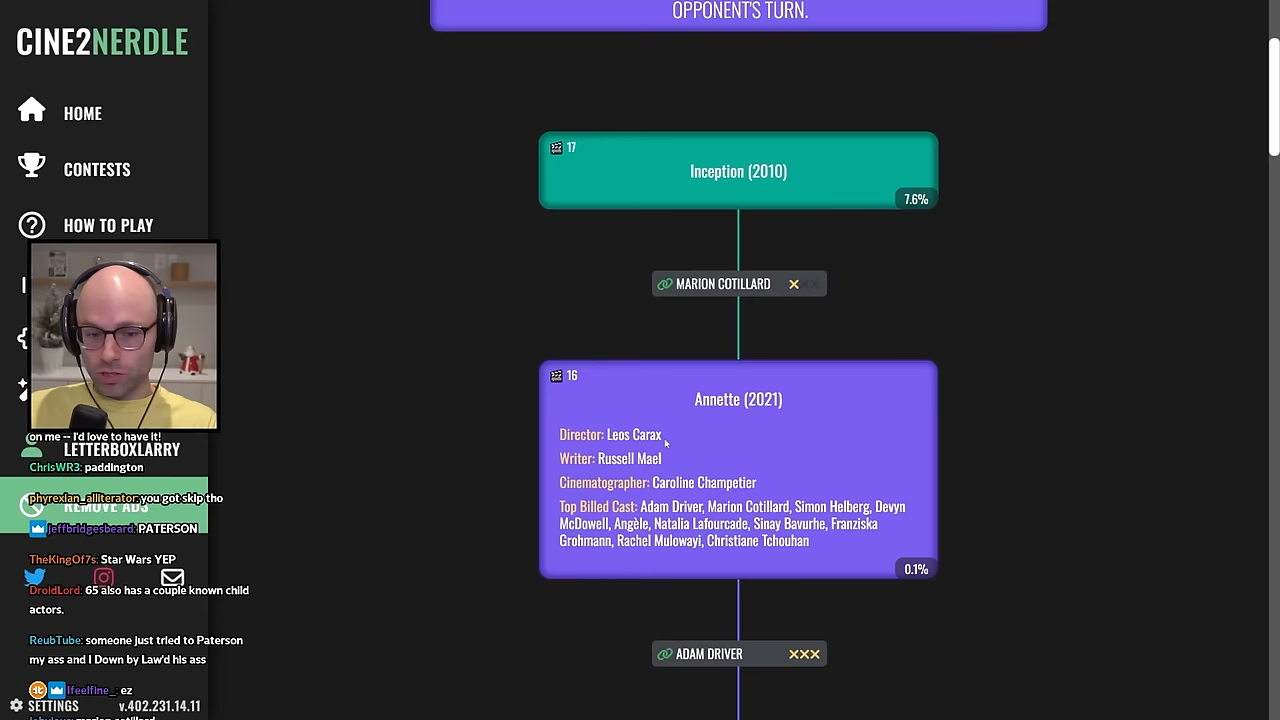 OPPONENT'S TURN.
CINE2NERDLE
HOME
CONTESTS
HOW TO PLAY
LETTERBOXLARRY
REMOVE ADS
SETTINGS
v.402.231.14.11
on me -- I'd love to have it!
ChrisWR3: paddington
phyrexian_alliterator: you got skip tho
jeffbridgesbeard: PATERSON
TheKingOf7s: Star Wars YEP
DroidLord: 65 also has a couple known child
actors.
ReubTube: someone just tried to Paterson
my ass and I Down by Law'd his ass
lfeelfine_: ez
17
Inception (2010)
7.6%
MARION COTILLARD
16
Annette (2021)
Director: Leos Carax
Writer: Russell Mael
Cinematographer: Caroline Champetier
Top Billed Cast: Adam Driver, Marion Cotillard, Simon Helberg, Devyn
McDowell, Angèle, Natalia Lafourcade, Sinay Bavurhe, Franziska
Grohmann, Rachel Mulowayi, Christiane Tchouhan
0.1%
ADAM DRIVER